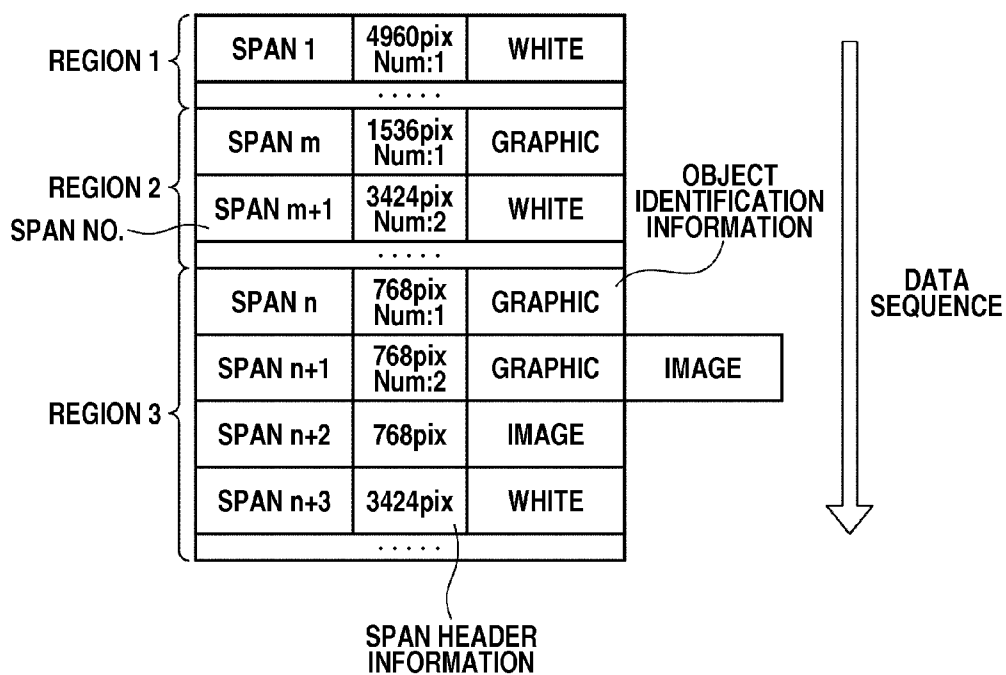 REGION 1
SPAN 1
4960pix
Num:1
WHITE
. . . . .
REGION 2
SPAN m
1536pix
Num:1
GRAPHIC
SPAN NO.
SPAN m+1
3424pix
Num:2
WHITE
. . . . .
OBJECT
IDENTIFICATION
INFORMATION
DATA
SEQUENCE
REGION 3
SPAN n
768pix
Num:1
GRAPHIC
SPAN n+1
768pix
Num:2
GRAPHIC
IMAGE
SPAN n+2
768pix
IMAGE
SPAN n+3
3424pix
WHITE
. . . . .
SPAN HEADER
INFORMATION